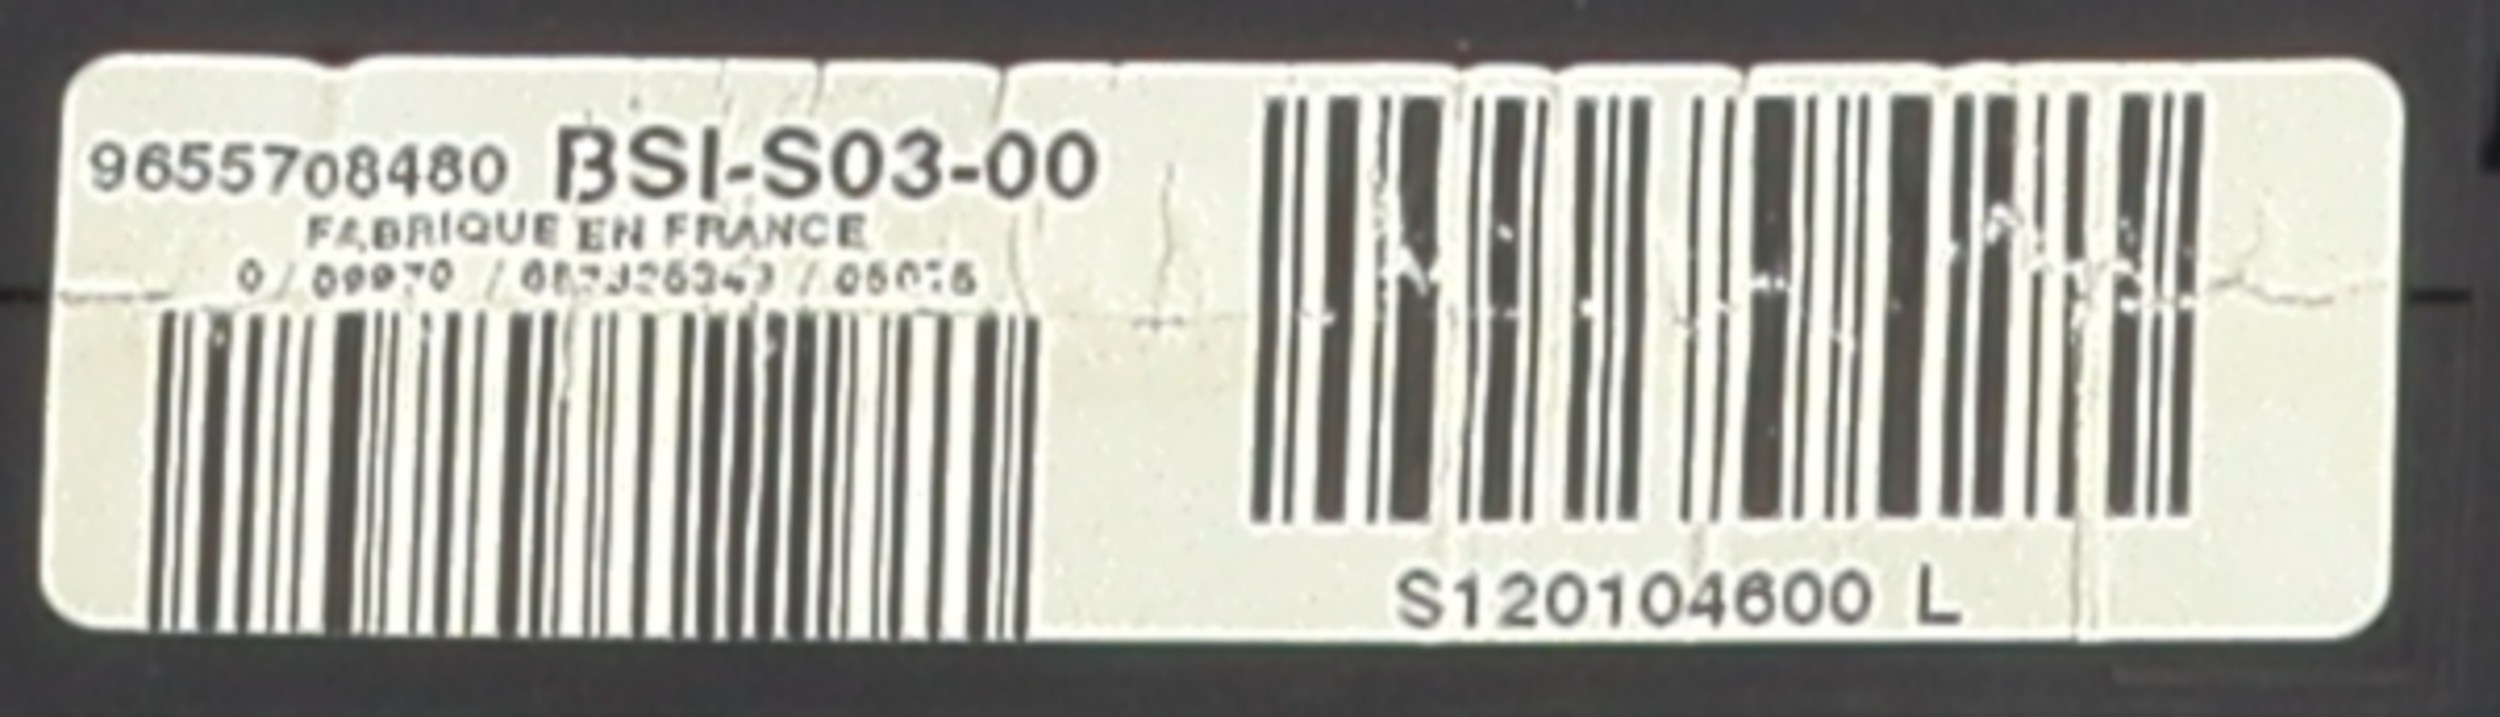 9655708480 BSI-S03-00
FABRIQUE EN FRANCE
S120104600 L